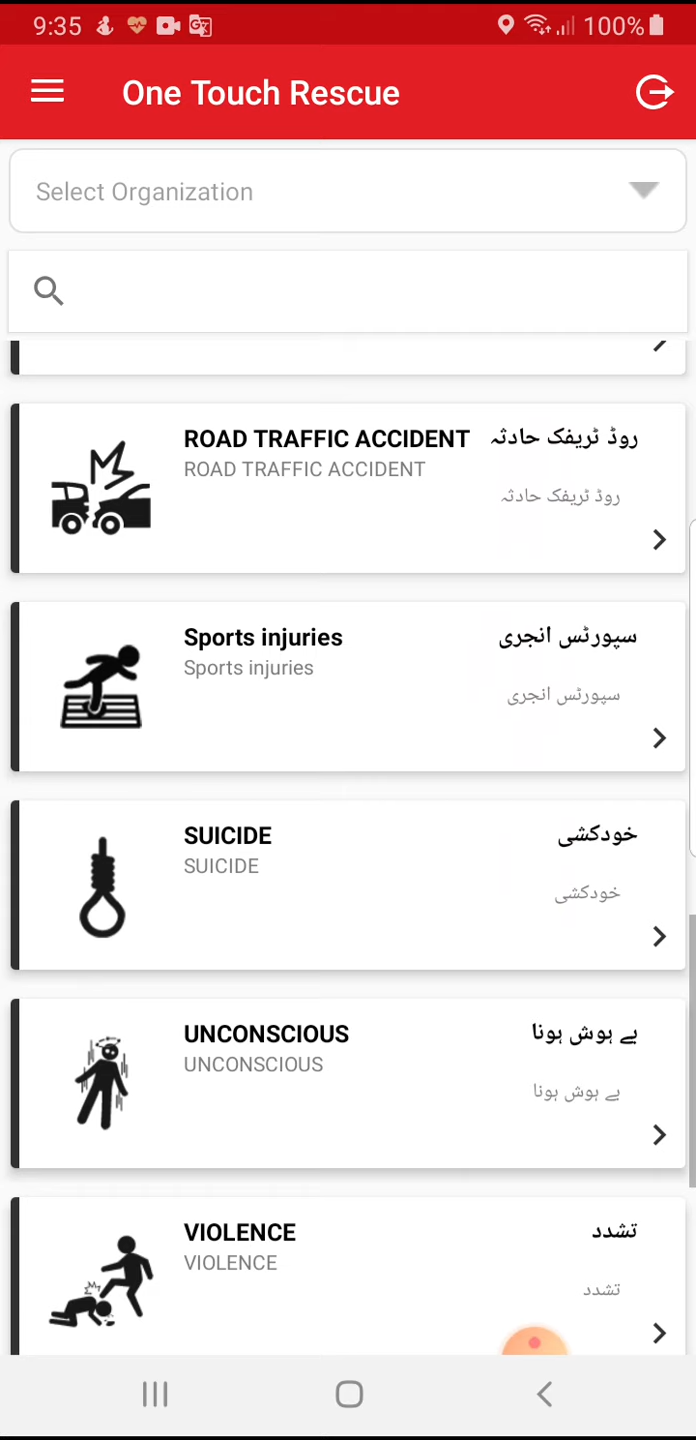 9:35 100%
One Touch Rescue
Select Organization
ROAD TRAFFIC ACCIDENT روڈ ٹریفک حادثہ
ROAD TRAFFIC ACCIDENT
روڈ ٹریفک حادثہ
Sports injuries سپورٹس انجری
Sports injuries
سپورٹس انجری
SUICIDE خودکشی
SUICIDE
خودکشی
UNCONSCIOUS بے ہوش ہونا
UNCONSCIOUS
بے ہوش ہونا
VIOLENCE تشدد
VIOLENCE
تشدد